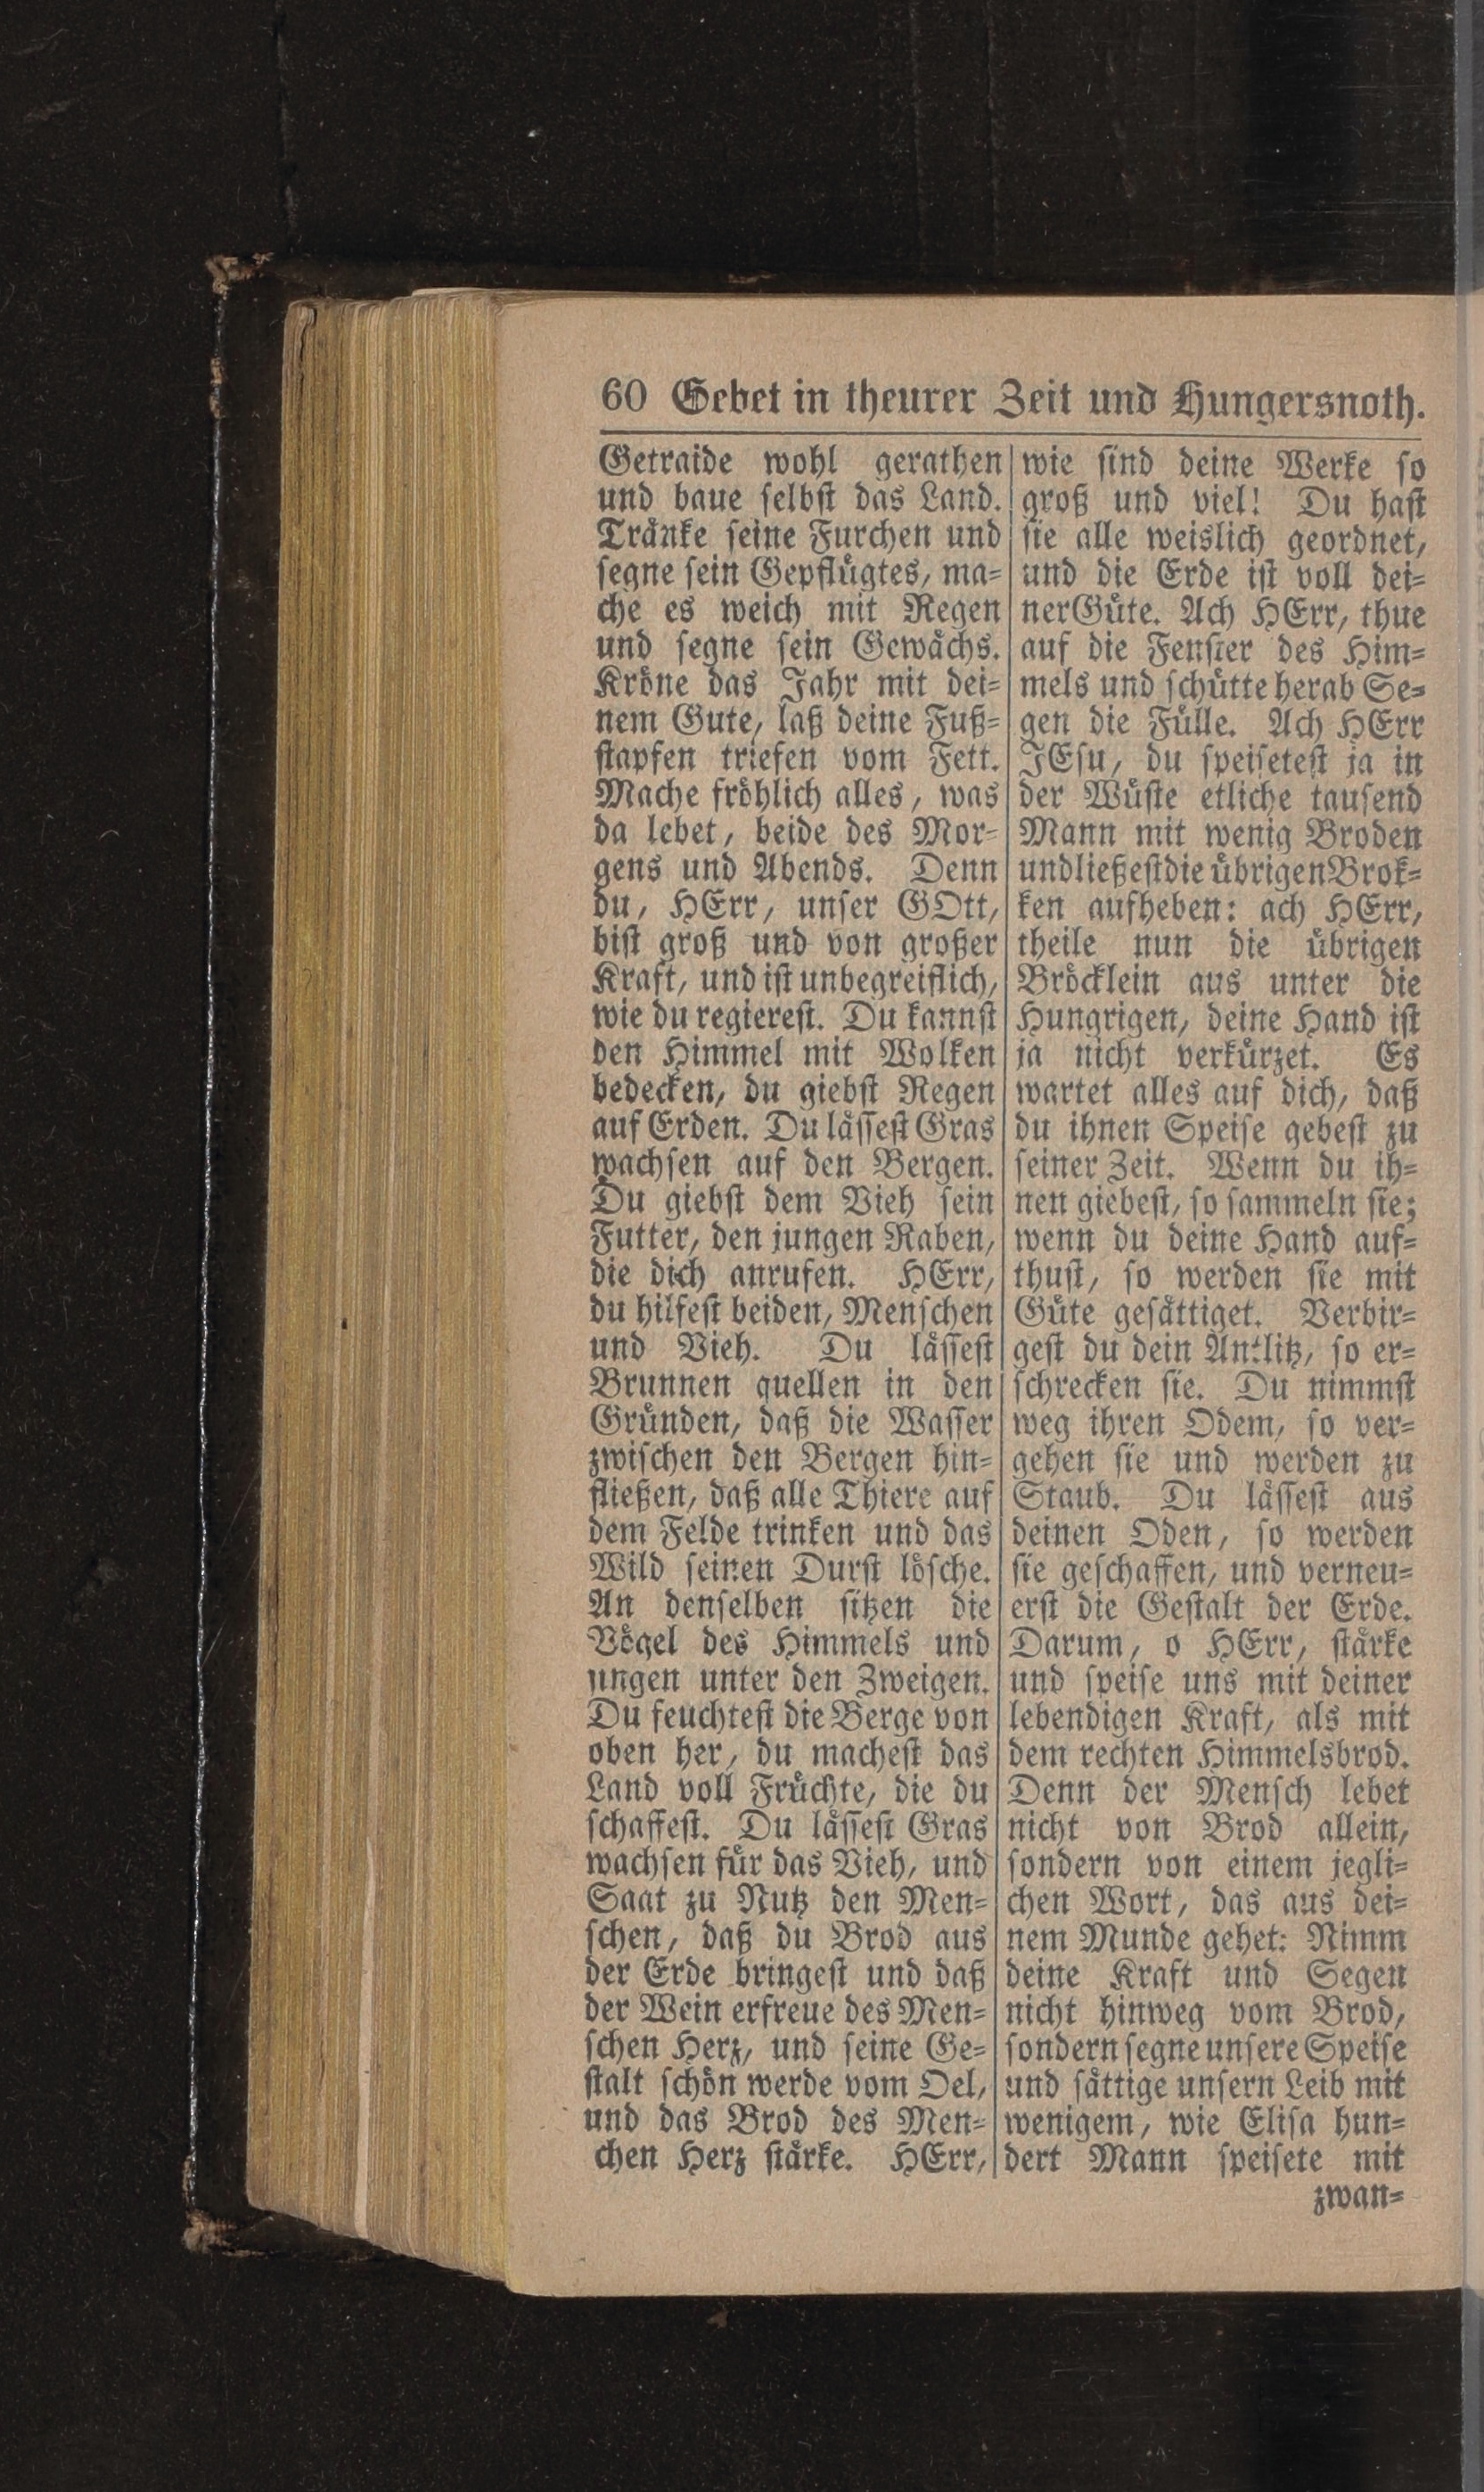 60 Gebet in theurer Zeit und Hungersnoth.
Getraide wohl gerathen
und baue selbst das Land.
Tränke seine Furchen und
segne sein Gepflügtes, ma-
che es weich mit Regen
und segne sein Gewächs.
Kröne das Jahr mit dei-
nem Gute, laß deine Fuß-
stapfen triefen vom Fett.
Mache fröhlich alles, was
da lebet, beide des Mor-
gens und Abends. Denn
du, HErr, unser GOtt,
bist groß und von großer
Kraft, und ist unbegreiflich,
wie du regierest. Du kannst
den Himmel mit Wolken
bedecken, du giebst Regen
auf Erden. Du lässest Gras
wachsen auf den Bergen.
Du giebst dem Vieh sein
Futter, den jungen Raben,
die dich anrufen. HErr,
du hilfest beiden, Menschen
und Vieh. Du lässest
Brunnen quellen in den
Gründen, daß die Wasser
zwischen den Bergen hin-
fließen, daß alle Thiere auf
dem Felde trinken und das
Wild seinen Durst lösche.
An denselben sitzen die
Vögel des Himmels und
singen unter den Zweigen.
Du feuchtest die Berge von
oben her, du machest das
Land voll Früchte, die du
schaffest. Du lässest Gras
wachsen für das Vieh, und
Saat zu Nutz den Men-
schen, daß du Brod aus
der Erde bringest und daß
der Wein erfreue des Men-
schen Herz, und seine Ge-
stalt schön werde vom Oel,
und das Brod des Men-
chen Herz stärke. HErr,
wie sind deine Werke so
groß und viel! Du hast
sie alle weislich geordnet,
und die Erde ist voll dei-
ner Güte. Ach HErr, thue
auf die Fenster des Him-
mels und schütte herab Se-
gen die Fülle. Ach HErr
JEsu, du speisetest ja in
der Wüste etliche tausend
Mann mit wenig Broden
und ließest die übrigen Brok-
ken aufheben: ach HErr,
theile nun die übrigen
Bröcklein aus unter die
Hungrigen, deine Hand ist
ja nicht verkürzet. Es
wartet alles auf dich, daß
du ihnen Speise gebest zu
seiner Zeit. Wenn du ih-
nen giebest, so sammeln sie;
wenn du deine Hand auf-
thust, so werden sie mit
Güte gesättiget. Verbir-
gest du dein Antlitz, so er-
schrecken sie. Du nimmst
weg ihren Odem, so ver-
gehen sie und werden zu
Staub. Du lässest aus
deinen Oden, so werden
sie geschaffen, und verneu-
erst die Gestalt der Erde.
Darum, o HErr, stärke
und speise uns mit deiner
lebendigen Kraft, als mit
dem rechten Himmelsbrod.
Denn der Mensch lebet
nicht von Brod allein,
sondern von einem jegli-
chen Wort, das aus dei-
nem Munde gehet: Nimm
deine Kraft und Segen
nicht hinweg vom Brod,
sondern segne unsere Speise
und sättige unsern Leib mit
wenigem, wie Elisa hun-
dert Mann speisete mit
zwan-